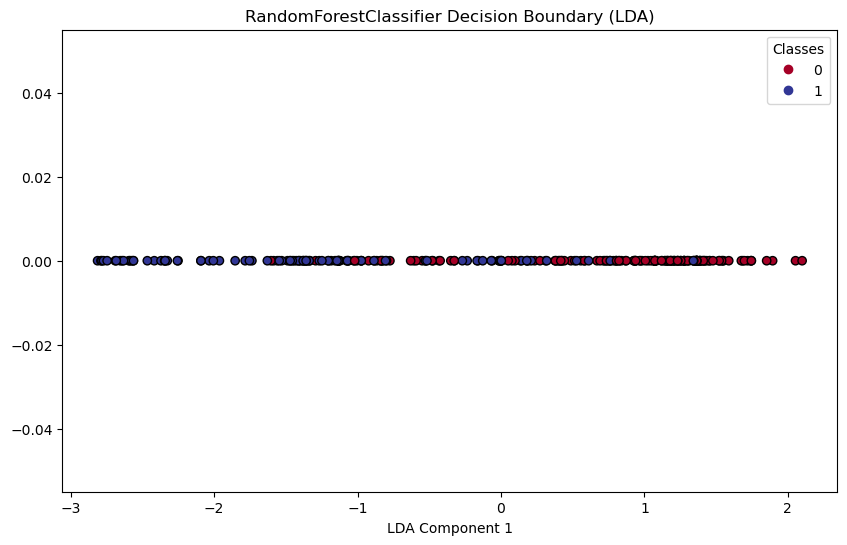 RandomForestClassifier Decision Boundary (LDA)
Classes
0
1
0.04
0.02
0.00
−0.02
−0.04
−3 −2 −1 0 1 2
LDA Component 1